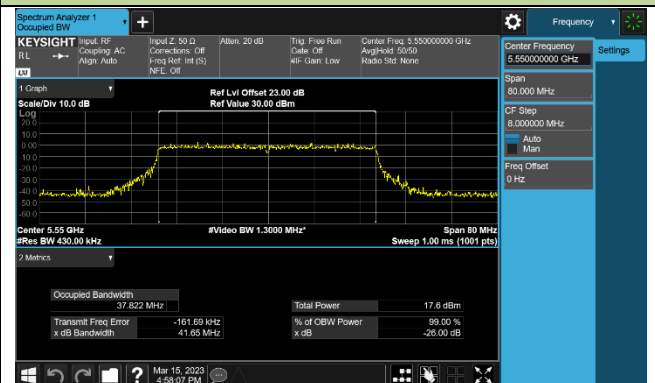 Spectrum Analyzer 1
Occupied BW
Frequency
KEYSIGHT
RL
Input: RF
Coupling: AC
Align: Auto
Input Z: 50 Ω
Corrections: Off
Freq Ref: Int (S)
NFE: Off
Atten: 20 dB
Trig: Free Run
Gate: Off
#IF Gain: Low
Center Freq: 5.550000000 GHz
Avg|Hold: 50/50
Radio Std: None
Center Frequency
5.550000000 GHz
Settings
Span
80.000 MHz
CF Step
8.000000 MHz
Auto
Man
Freq Offset
0 Hz
1 Graph
Scale/Div 10.0 dB
Ref Lvl Offset 23.00 dB
Ref Value 30.00 dBm
Log
20.0
10.0
0.00
-10.0
-20.0
-30.0
-40.0
-50.0
-60.0
Center 5.55 GHz
#Video BW 1.3000 MHz*
Span 80 MHz
#Res BW 430.00 kHz
Sweep 1.00 ms (1001 pts)
2 Metrics
Occupied Bandwidth
37.822 MHz
Total Power
17.6 dBm
Transmit Freq Error
-161.69 kHz
% of OBW Power
99.00 %
x dB Bandwidth
41.65 MHz
x dB
-26.00 dB
Mar 15, 2023
4:58:07 PM